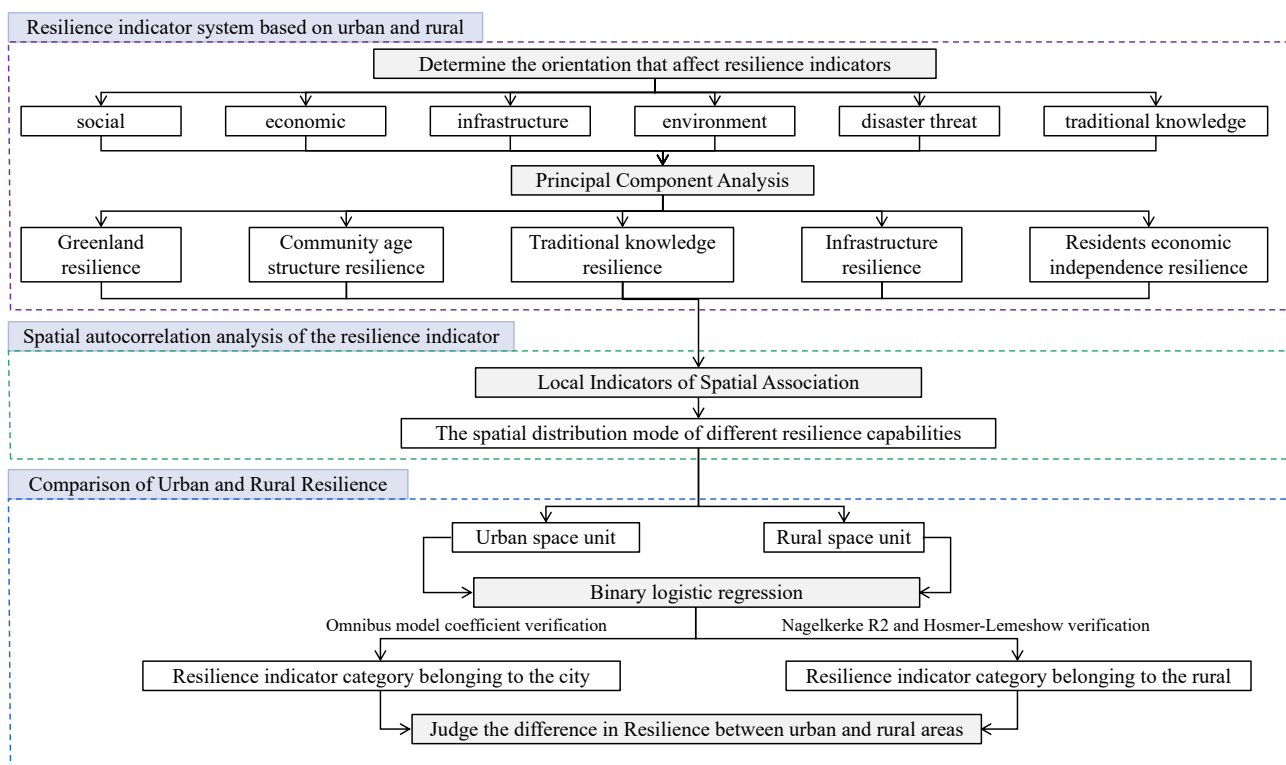 Resilience indicator system based on urban and rural
Determine the orientation that affect resilience indicators
social
economic
infrastructure
environment
disaster threat
traditional knowledge
Principal Component Analysis
Greenland
resilience
Community age
structure resilience
Traditional knowledge
resilience
Infrastructure
resilience
Residents economic
independence resilience
Spatial autocorrelation analysis of the resilience indicator
Local Indicators of Spatial Association
The spatial distribution mode of different resilience capabilities
Comparison of Urban and Rural Resilience
Urban space unit
Rural space unit
Binary logistic regression
Omnibus model coefficient verification
Nagelkerke R2 and Hosmer-Lemeshow verification
Resilience indicator category belonging to the city
Resilience indicator category belonging to the rural
Judge the difference in Resilience between urban and rural areas